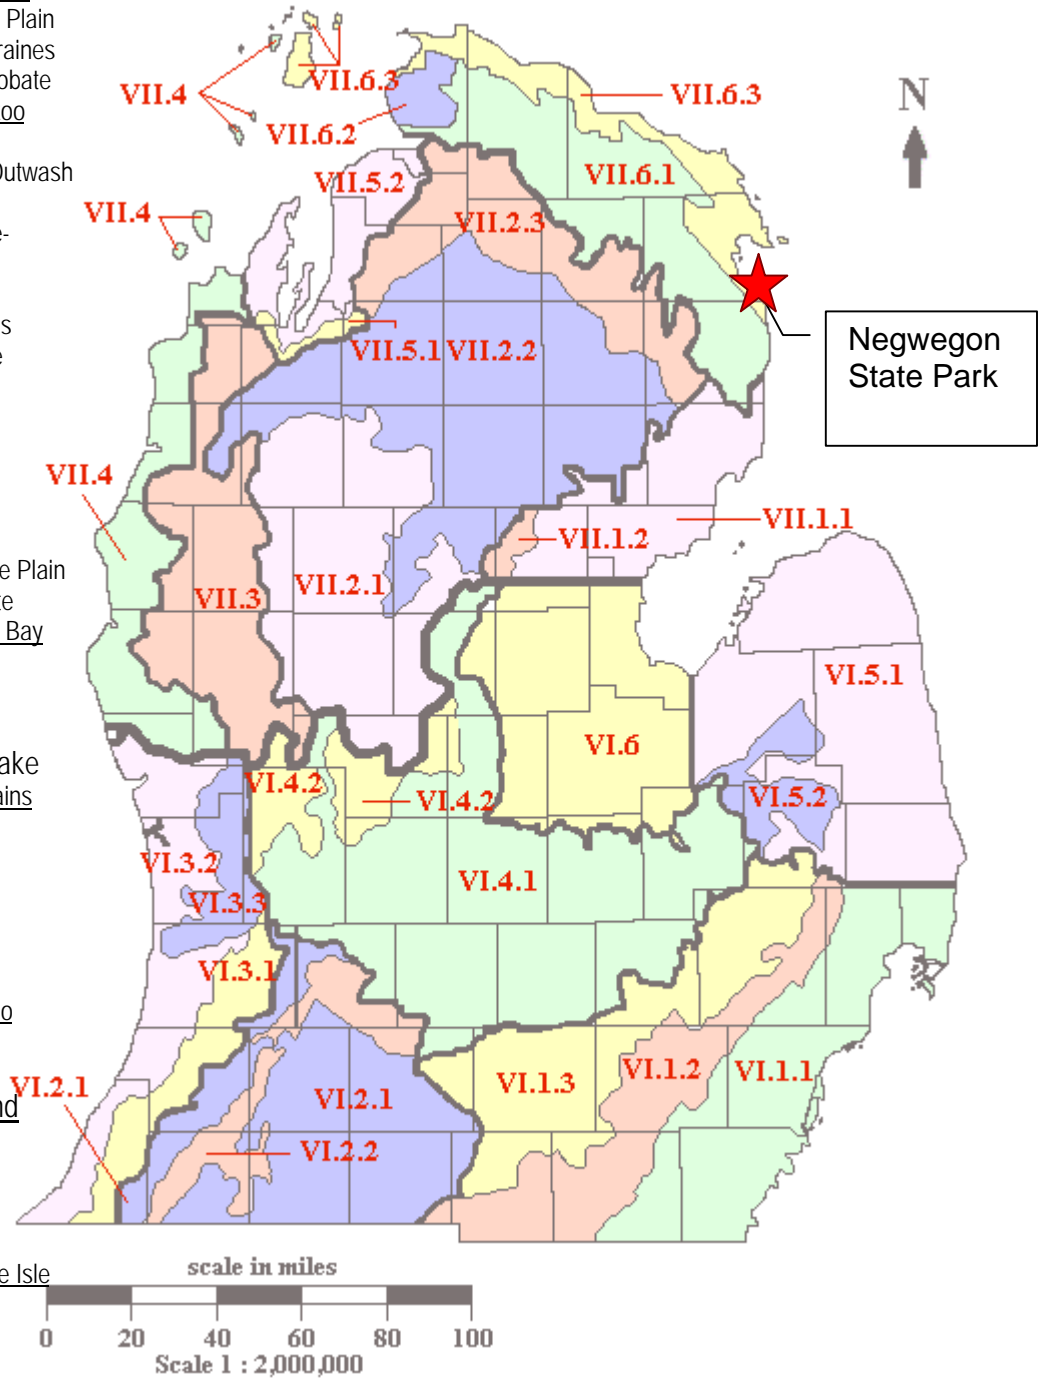 Plain
raines
obate
oo
Outwash
e-
s
e
e Plain
te
Bay
ake
ains
o
nd
e Isle
VII.6.3
VII.4
VII.6.2
VII.6.3
N
VII.5.2
VII.6.1
VII.4
VII.2.3
Negwegon
State Park
VII.5.1
VII.2.2
VII.4
VII.1.1
VII.1.2
VII.2.1
VII.3
VI.5.1
VI.6
VI.4.2
VI.4.2
VI.5.2
VI.3.2
VI.4.1
VI.3.3
VI.3.1
VI.2.1
VI.1.3
VI.1.2
VI.1.1
VI.2.1
VI.2.2
scale in miles
0 20 40 60 80 100
Scale 1 : 2,000,000